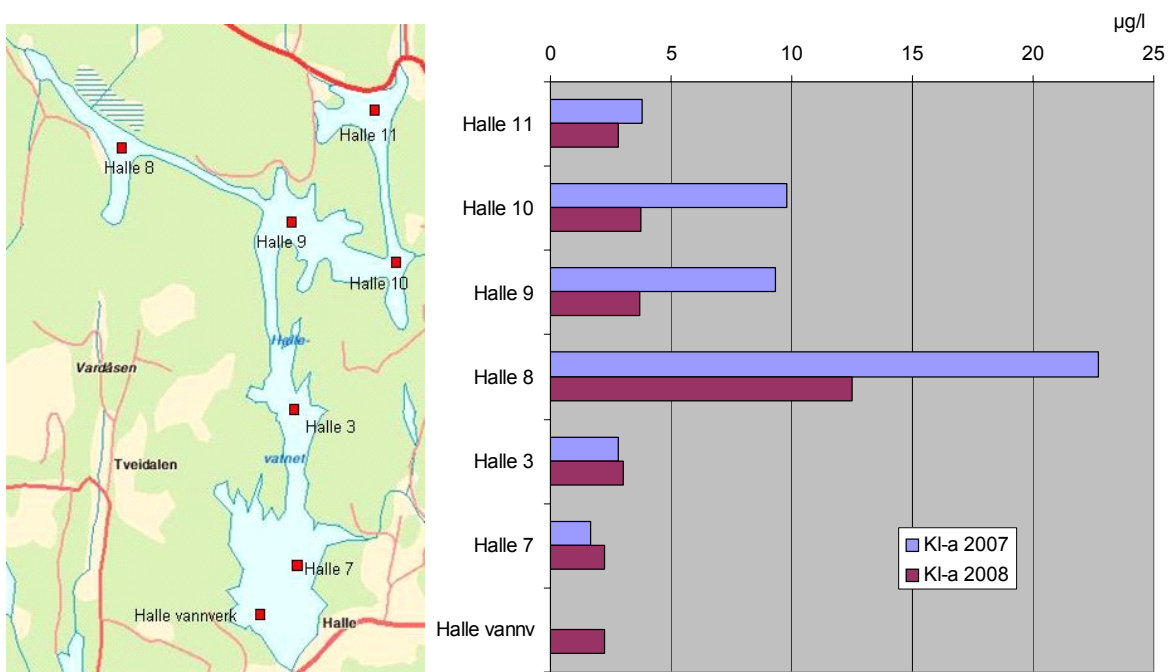 Halle 11
Halle 8
Halle 9
Halle 10
Halle-
Vardåsen
Halle 3
vatnet
Tveidalen
Halle 7
Halle vannverk
Halle
µg/l
0 5 10 15 20 25
Halle 11
Halle 10
Halle 9
Halle 8
Halle 3
Halle 7
Halle vannv
Kl-a 2007
Kl-a 2008